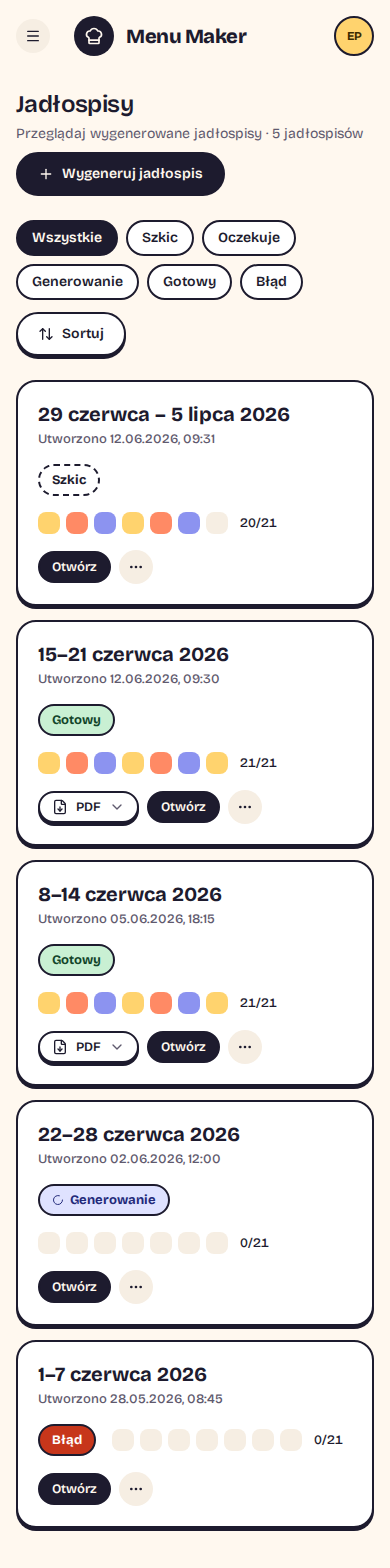 Menu Maker
EP
Jadłospisy
Przeglądaj wygenerowane jadłospisy · 5 jadłospisów
+ Wygeneruj jadłospis
Wszystkie
Szkic
Oczekuje
Generowanie
Gotowy
Błąd
Sortuj
29 czerwca – 5 lipca 2026
Utworzono 12.06.2026, 09:31
Szkic
20/21
Otwórz
15–21 czerwca 2026
Utworzono 12.06.2026, 09:30
Gotowy
21/21
PDF
Otwórz
8–14 czerwca 2026
Utworzono 05.06.2026, 18:15
Gotowy
21/21
PDF
Otwórz
22–28 czerwca 2026
Utworzono 02.06.2026, 12:00
Generowanie
0/21
Otwórz
1–7 czerwca 2026
Utworzono 28.05.2026, 08:45
Błąd
0/21
Otwórz